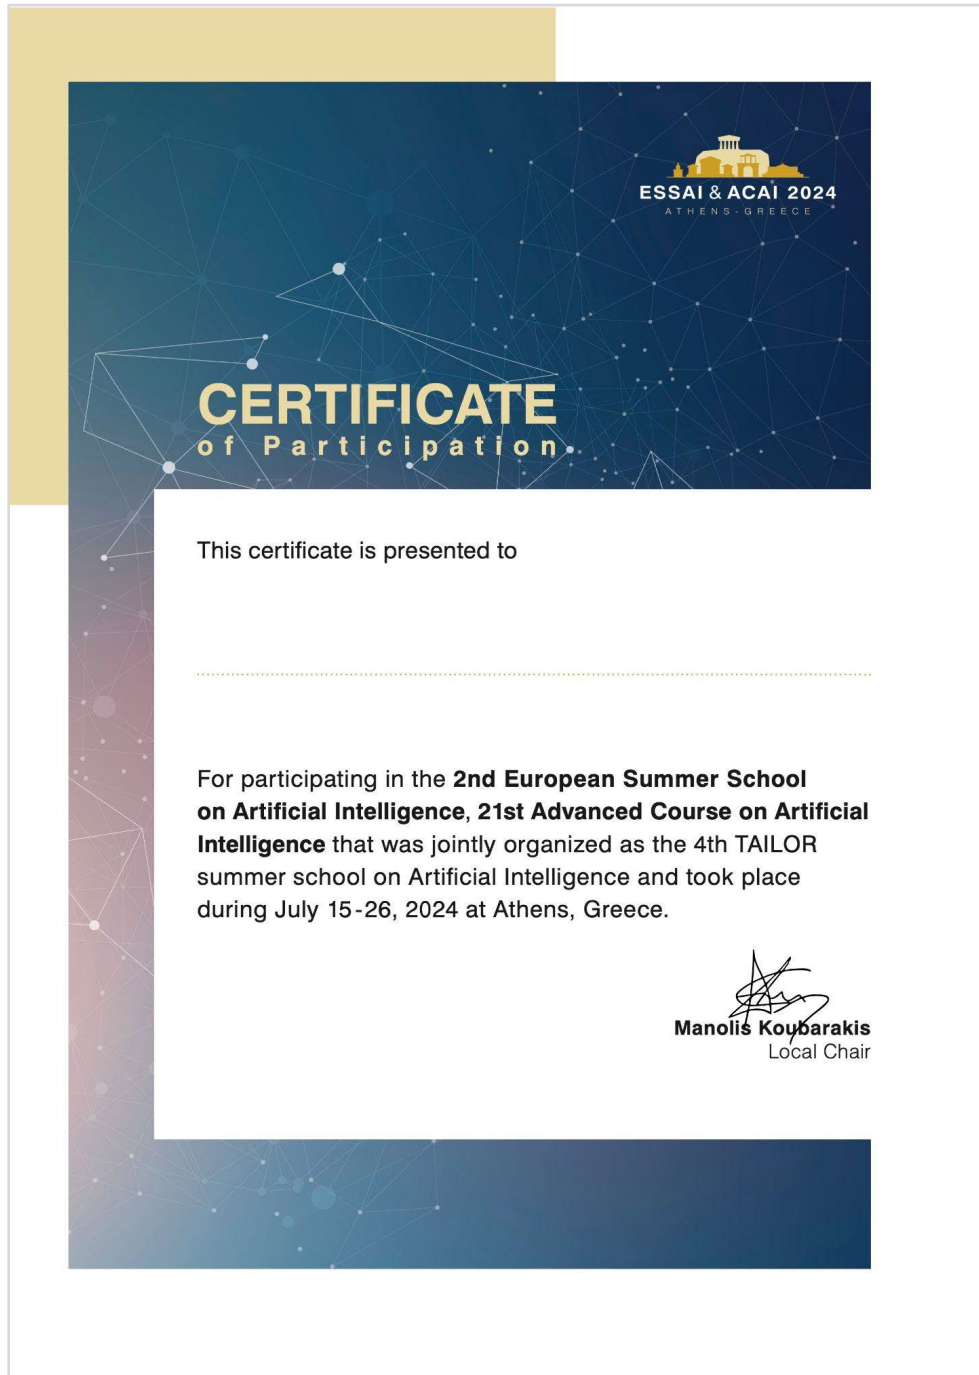 ESSAI & ACAI 2024
ATHENS-GREECE
CERTIFICATE
of Participation
This certificate is presented to
For participating in the 2nd European Summer School
on Artificial Intelligence, 21st Advanced Course on Artificial
Intelligence that was jointly organized as the 4th TAILOR
summer school on Artificial Intelligence and took place
during July 15-26, 2024 at Athens, Greece.
Manolis Koubarakis
Local Chair